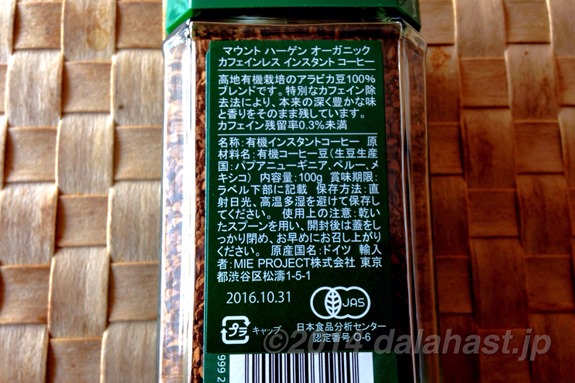 マウント ハーゲン オーガニック
カフェインレス インスタント コーヒー
高地有機栽培のアラビカ豆100%
ブレンドです。特別なカフェイン除
去法により、本来の深く豊かな味
と香りをそのまま残しています。
カフェイン残留率0.3%未満
名称:有機インスタントコーヒー 原
材料名:有機コーヒー豆(生豆生産
国:パプアニューギニア、ペルー、メ
キシコ) 内容量:100g 賞味期限:
ラベル下部に記載 保存方法:直
射日光、高温多湿を避けて保存し
てください。 使用上の注意:乾い
たスプーンを用い、開封後は蓋をし
っかり閉め、お早めにお召し上がり
ください。 原産国名:ドイツ 輸入
者:MIE PROJECT株式会社 東京
都渋谷区松濤1-5-1
2016.10.31
JAS
プラ キャップ
日本食品分析センター
認定番号 O-6
999 2
©2014 dalahast.jp